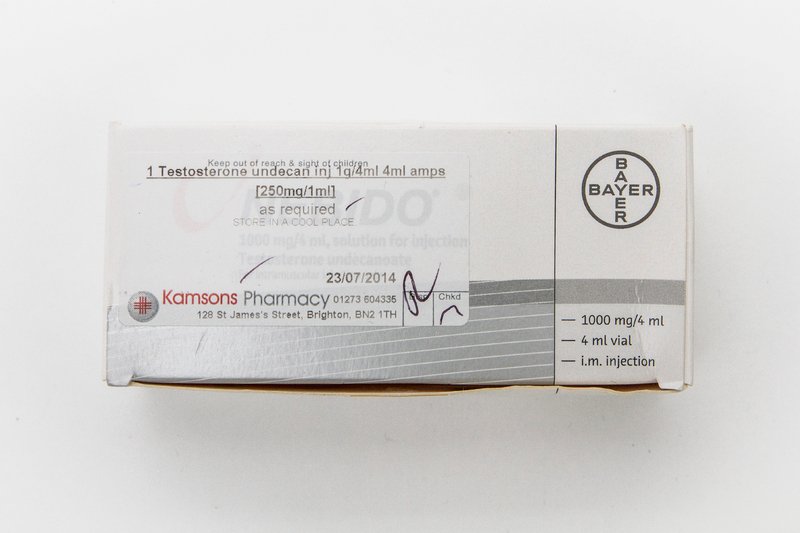 Keep out of reach & sight of children
1 Testosterone undecan inj 1g/4ml 4ml amps
[250mg/1ml]
as required
STORE IN A COOL PLACE
1000 mg/4 ml, solution for injection
Testosterone undecanoate
intramuscular
23/07/2014
Kamsons Pharmacy 01273 604335
128 St James's Street, Brighton, BN2 1TH
Chkd
BAYER
BAYER
— 1000 mg/4 ml
— 4 ml vial
— i.m. injection